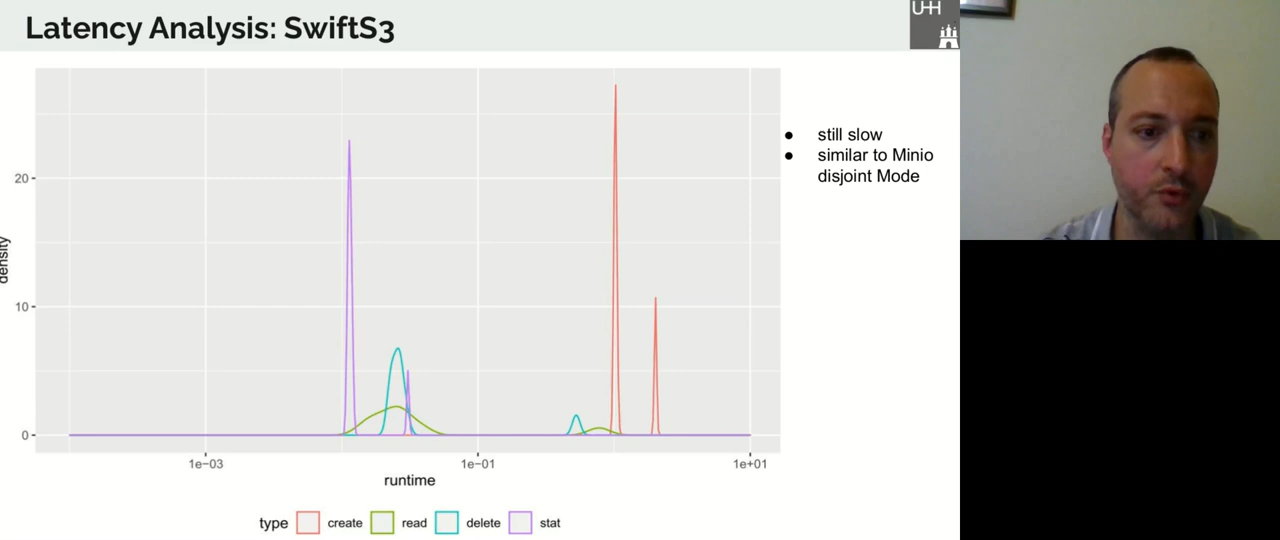 Latency Analysis: SwiftS3
UH
● still slow
● similar to Minio
disjoint Mode
density
20
10
0
1e−03
1e−01
1e+01
runtime
type create read delete stat